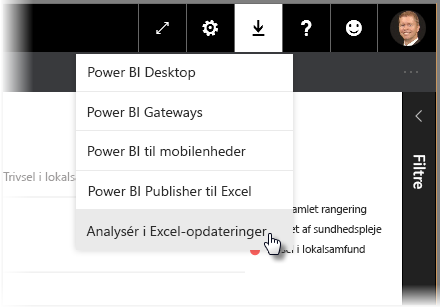 Power BI Desktop
Power BI Gateways
Power BI til mobilenheder
Trivsel i lokals
Filtre
Power BI Publisher til Excel
amlet rangering
Analysér i Excel-opdateringer
et af sundhedspleje
i lokalsamfund